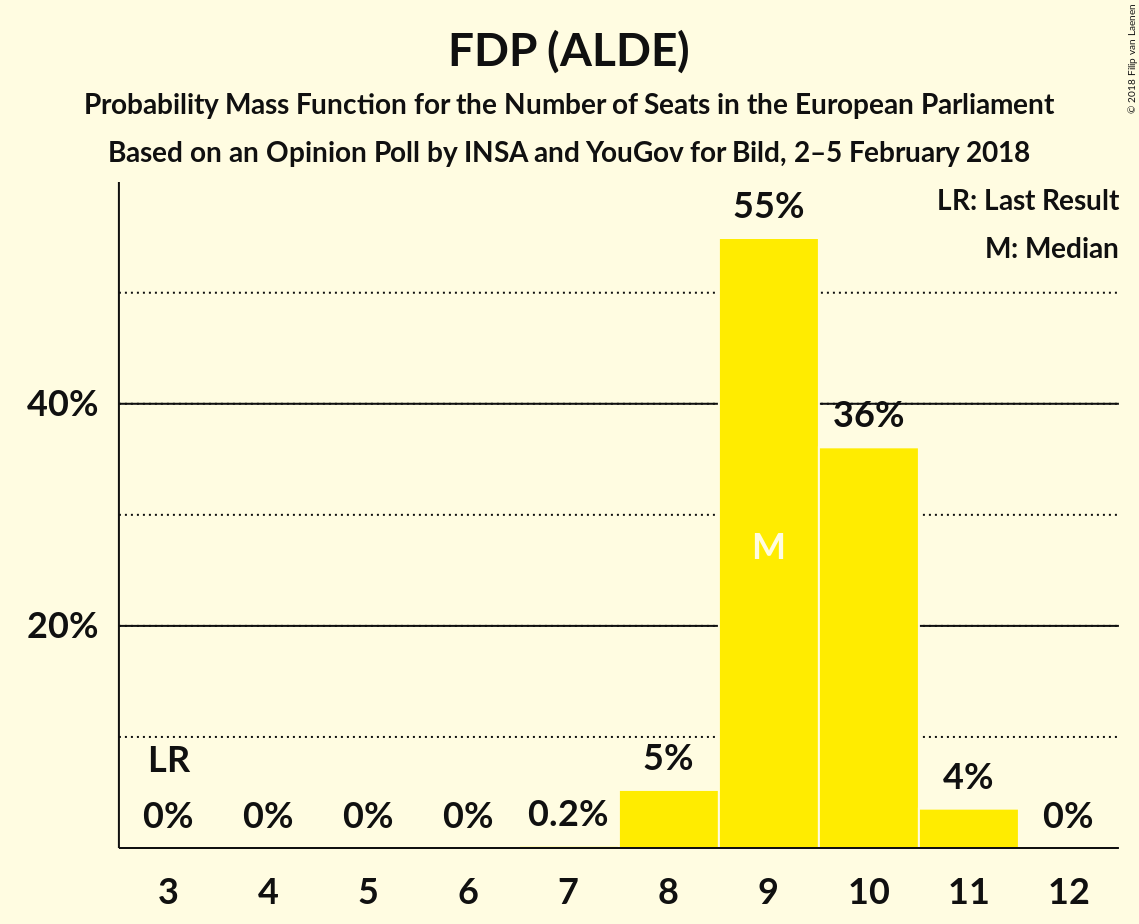 FDP (ALDE)
Probability Mass Function for the Number of Seats in the European Parliament
Based on an Opinion Poll by INSA and YouGov for Bild, 2–5 February 2018
© 2018 Filip van Laenen
LR: Last Result
M: Median
55%
40%
36%
M
20%
LR
5%
4%
0%
0%
0%
0%
0.2%
0%
3
4
5
6
7
8
9
10
11
12